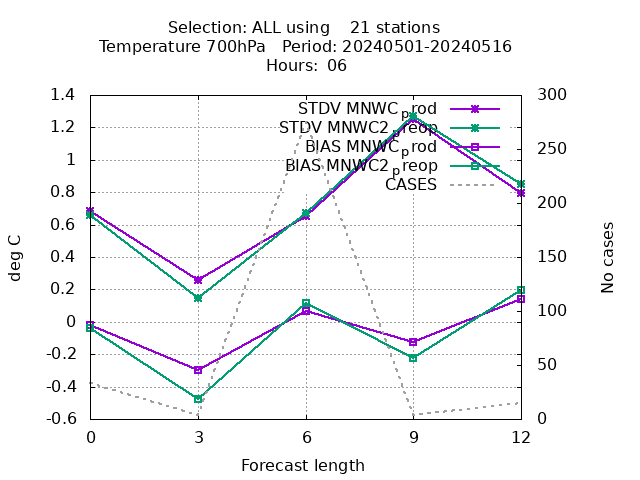 Selection: ALL using    21 stations
Temperature 700hPa   Period: 20240501-20240516
Hours:  06
STDV MNWC_prod
STDV MNWC2_preop
BIAS MNWC_prod
BIAS MNWC2_preop
CASES
deg C
1.4
1.2
1
0.8
0.6
0.4
0.2
0
-0.2
-0.4
-0.6
300
250
200
150
100
50
0
No cases
0 3 6 9 12
Forecast length